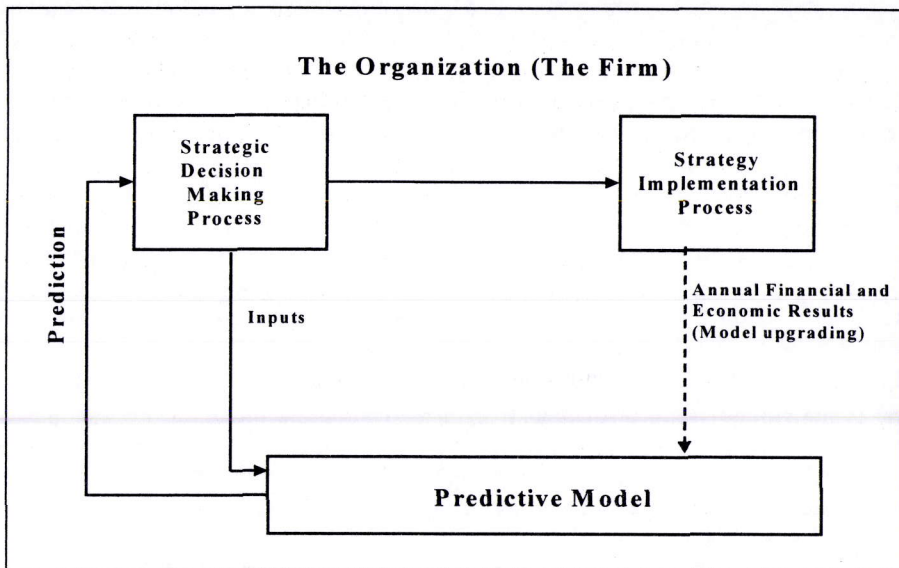 The Organization (The Firm)
Strategic
Decision
Making
Process
Strategy
Implementation
Process
Prediction
Inputs
Annual Financial and
Economic Results
(Model upgrading)
Predictive Model